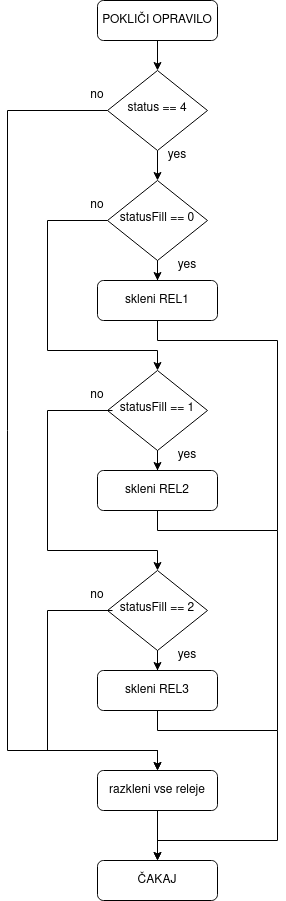 POKLIČI OPRAVILO
no
status == 4
yes
no
statusFill == 0
yes
skleni REL1
no
statusFill == 1
yes
skleni REL2
no
statusFill == 2
yes
skleni REL3
razkleni vse releje
ČAKAJ